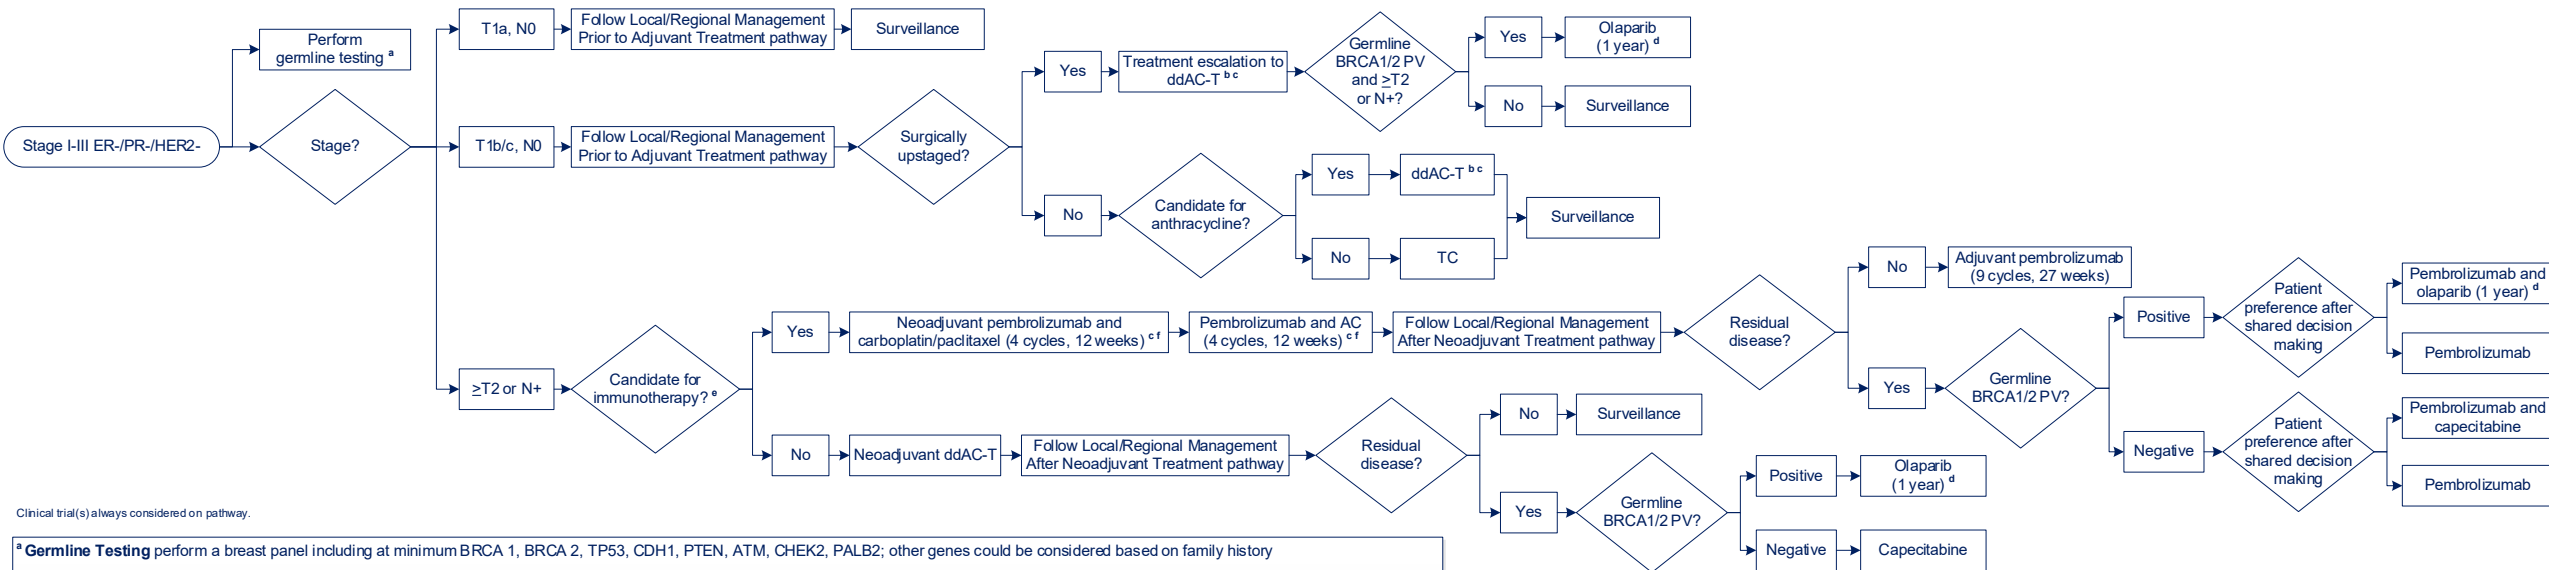 Perform
germline testing a
Stage I-III ER-/PR-/HER2-
Stage?
T1a, N0
Follow Local/Regional Management
Prior to Adjuvant Treatment pathway
Surveillance
T1b/c, N0
Follow Local/Regional Management
Prior to Adjuvant Treatment pathway
Surgically
upstaged?
Yes
Treatment escalation to
ddAC-T b c
Germline
BRCA1/2 PV
and ≥T2
or N+?
Yes
Olaparib
(1 year) d
No
Surveillance
No
Candidate for
anthracycline?
Yes
ddAC-T b c
No
TC
Surveillance
≥T2 or N+
Candidate for
immunotherapy? e
Yes
Neoadjuvant pembrolizumab and
carboplatin/paclitaxel (4 cycles, 12 weeks) c f
Pembrolizumab and AC
(4 cycles, 12 weeks) c f
Follow Local/Regional Management
After Neoadjuvant Treatment pathway
Residual
disease?
No
Adjuvant pembrolizumab
(9 cycles, 27 weeks)
Yes
Germline
BRCA1/2 PV?
Positive
Patient
preference after
shared decision
making
Pembrolizumab and
olaparib (1 year) d
Pembrolizumab
Negative
Patient
preference after
shared decision
making
Pembrolizumab and
capecitabine
Pembrolizumab
No
Neoadjuvant ddAC-T
Follow Local/Regional Management
After Neoadjuvant Treatment pathway
Residual
disease?
No
Surveillance
Yes
Germline
BRCA1/2 PV?
Positive
Olaparib
(1 year) d
Negative
Capecitabine
Clinical trial(s) always considered on pathway.
a Germline Testing perform a breast panel including at minimum BRCA 1, BRCA 2, TP53, CDH1, PTEN, ATM, CHEK2, PALB2; other genes could be considered based on family history